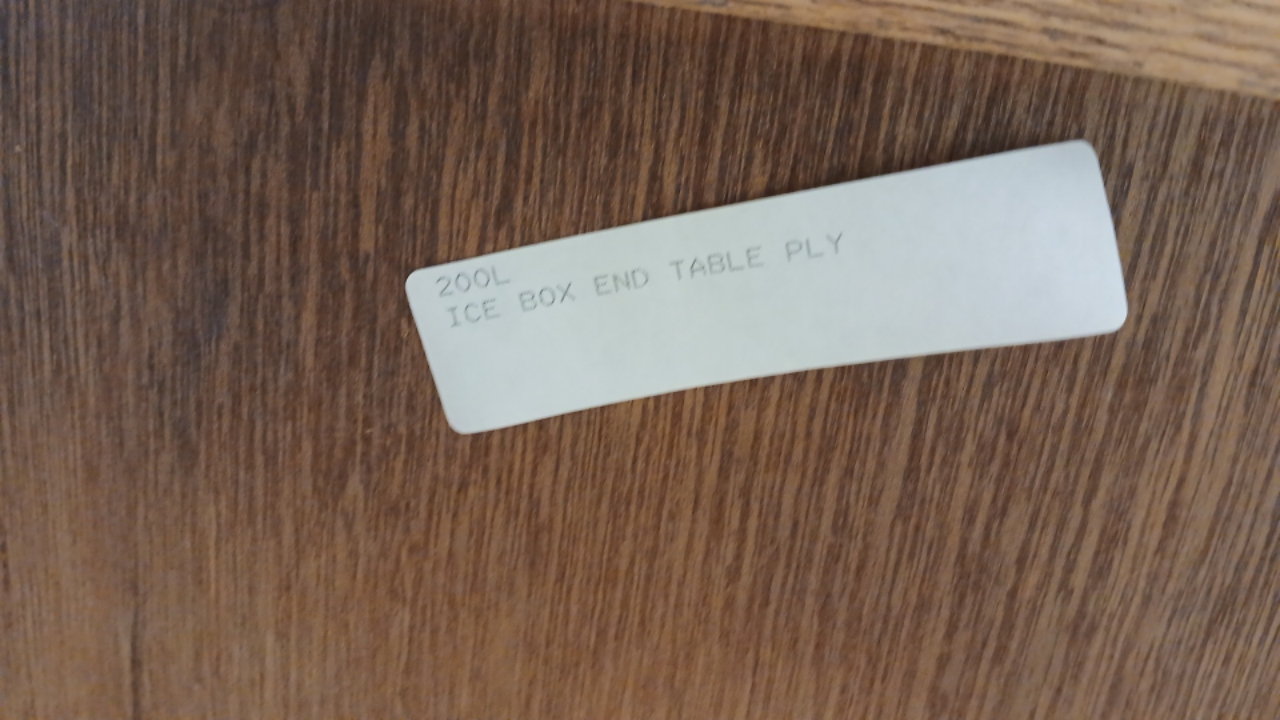 200L
ICE BOX END TABLE PLY